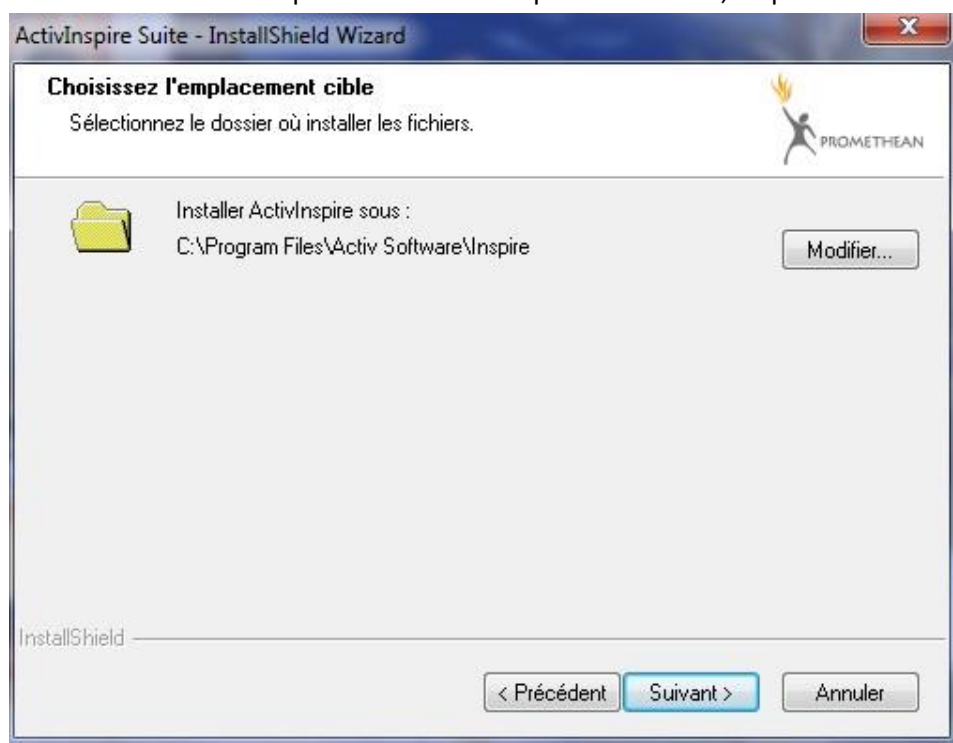 ActivInspire Suite - InstallShield Wizard
Choisissez l'emplacement cible
Sélectionnez le dossier où installer les fichiers.
PROMETHEAN
Installer ActivInspire sous :
C:\Program Files\Activ Software\Inspire
Modifier...
InstallShield
< Précédent
Suivant >
Annuler